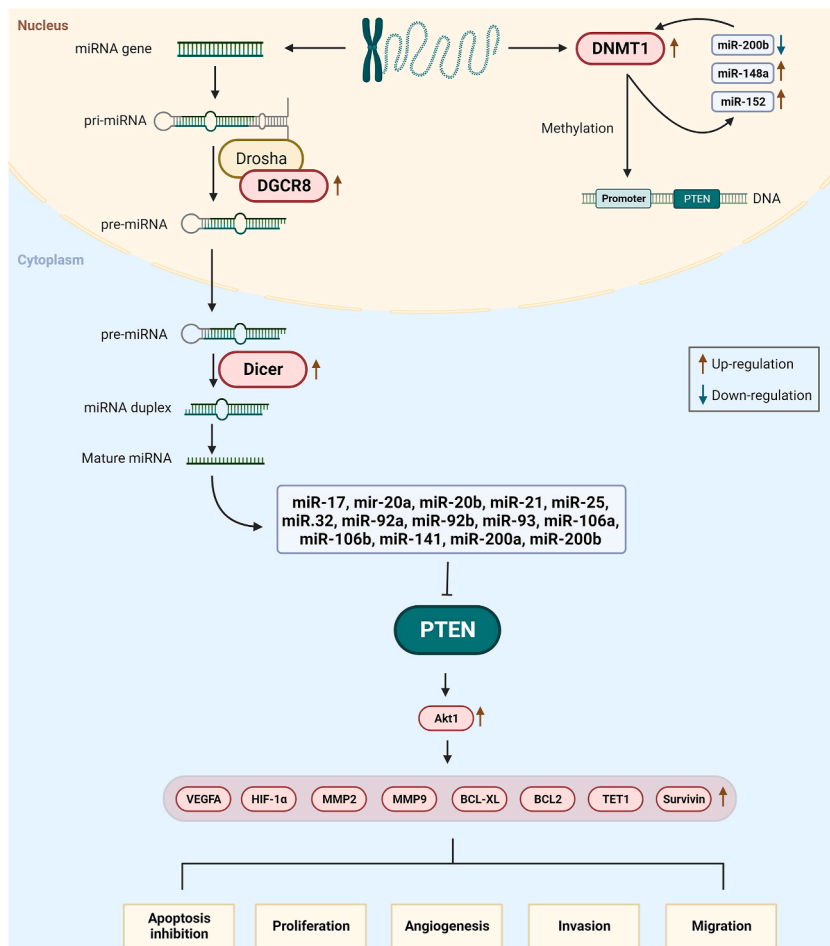 Nucleus
miRNA gene
DNMT1
miR-200b
miR-148a
miR-152
pri-miRNA
Methylation
Drosha
DGCR8
Promoter
PTEN
DNA
pre-miRNA
Cytoplasm
pre-miRNA
Dicer
Up-regulation
Down-regulation
miRNA duplex
Mature miRNA
miR-17, mir-20a, miR-20b, miR-21, miR-25,
miR.32, miR-92a, miR-92b, miR-93, miR-106a,
miR-106b, miR-141, miR-200a, miR-200b
PTEN
Akt1
VEGFA
HIF-1α
MMP2
MMP9
BCL-XL
BCL2
TET1
Survivin
Apoptosis
inhibition
Proliferation
Angiogenesis
Invasion
Migration